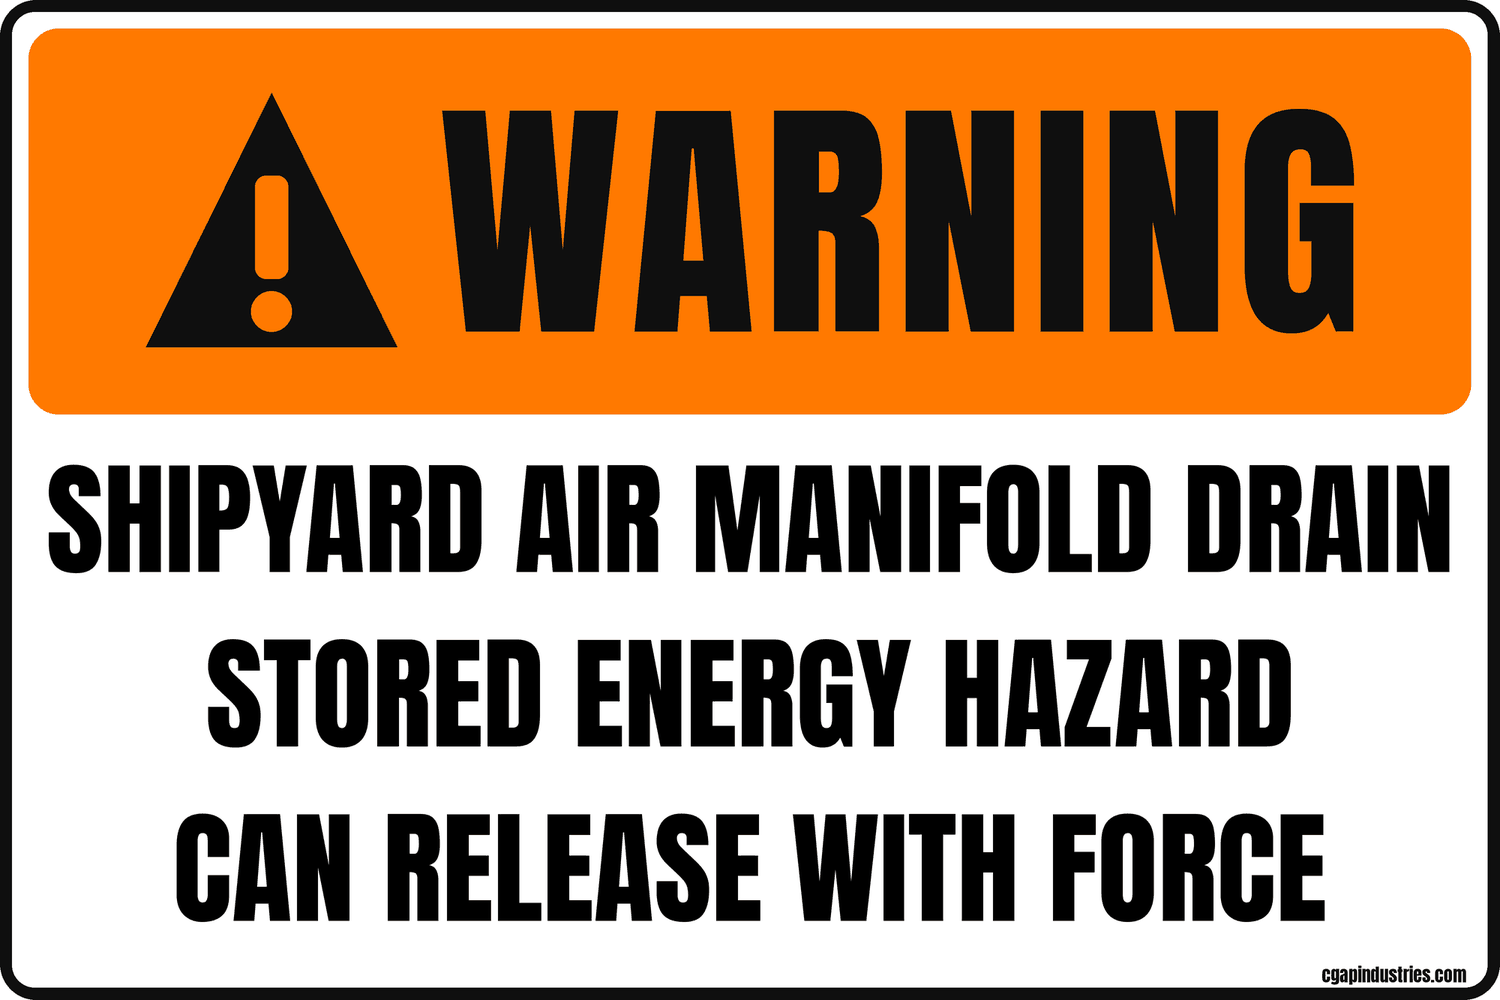 WARNING
SHIPYARD AIR MANIFOLD DRAIN
STORED ENERGY HAZARD
CAN RELEASE WITH FORCE
cgapindustries.com